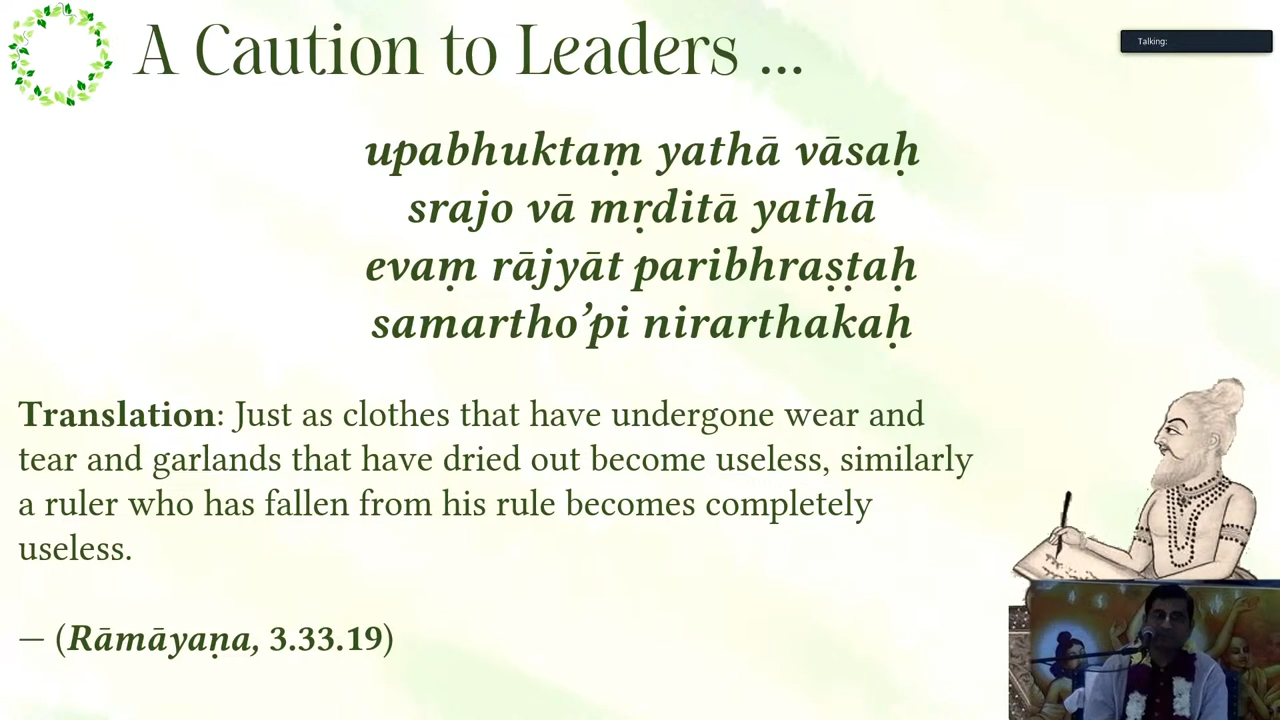 A Caution to Leaders ...
Talking:
upabhuktaṃ yathā vāsaḥ
srajo vā mṛditā yathā
evaṃ rājyāt paribhraṣṭaḥ
samartho’pi nirarthakaḥ
Translation: Just as clothes that have undergone wear and
tear and garlands that have dried out become useless, similarly
a ruler who has fallen from his rule becomes completely
useless.
— (Rāmāyaṇa, 3.33.19)